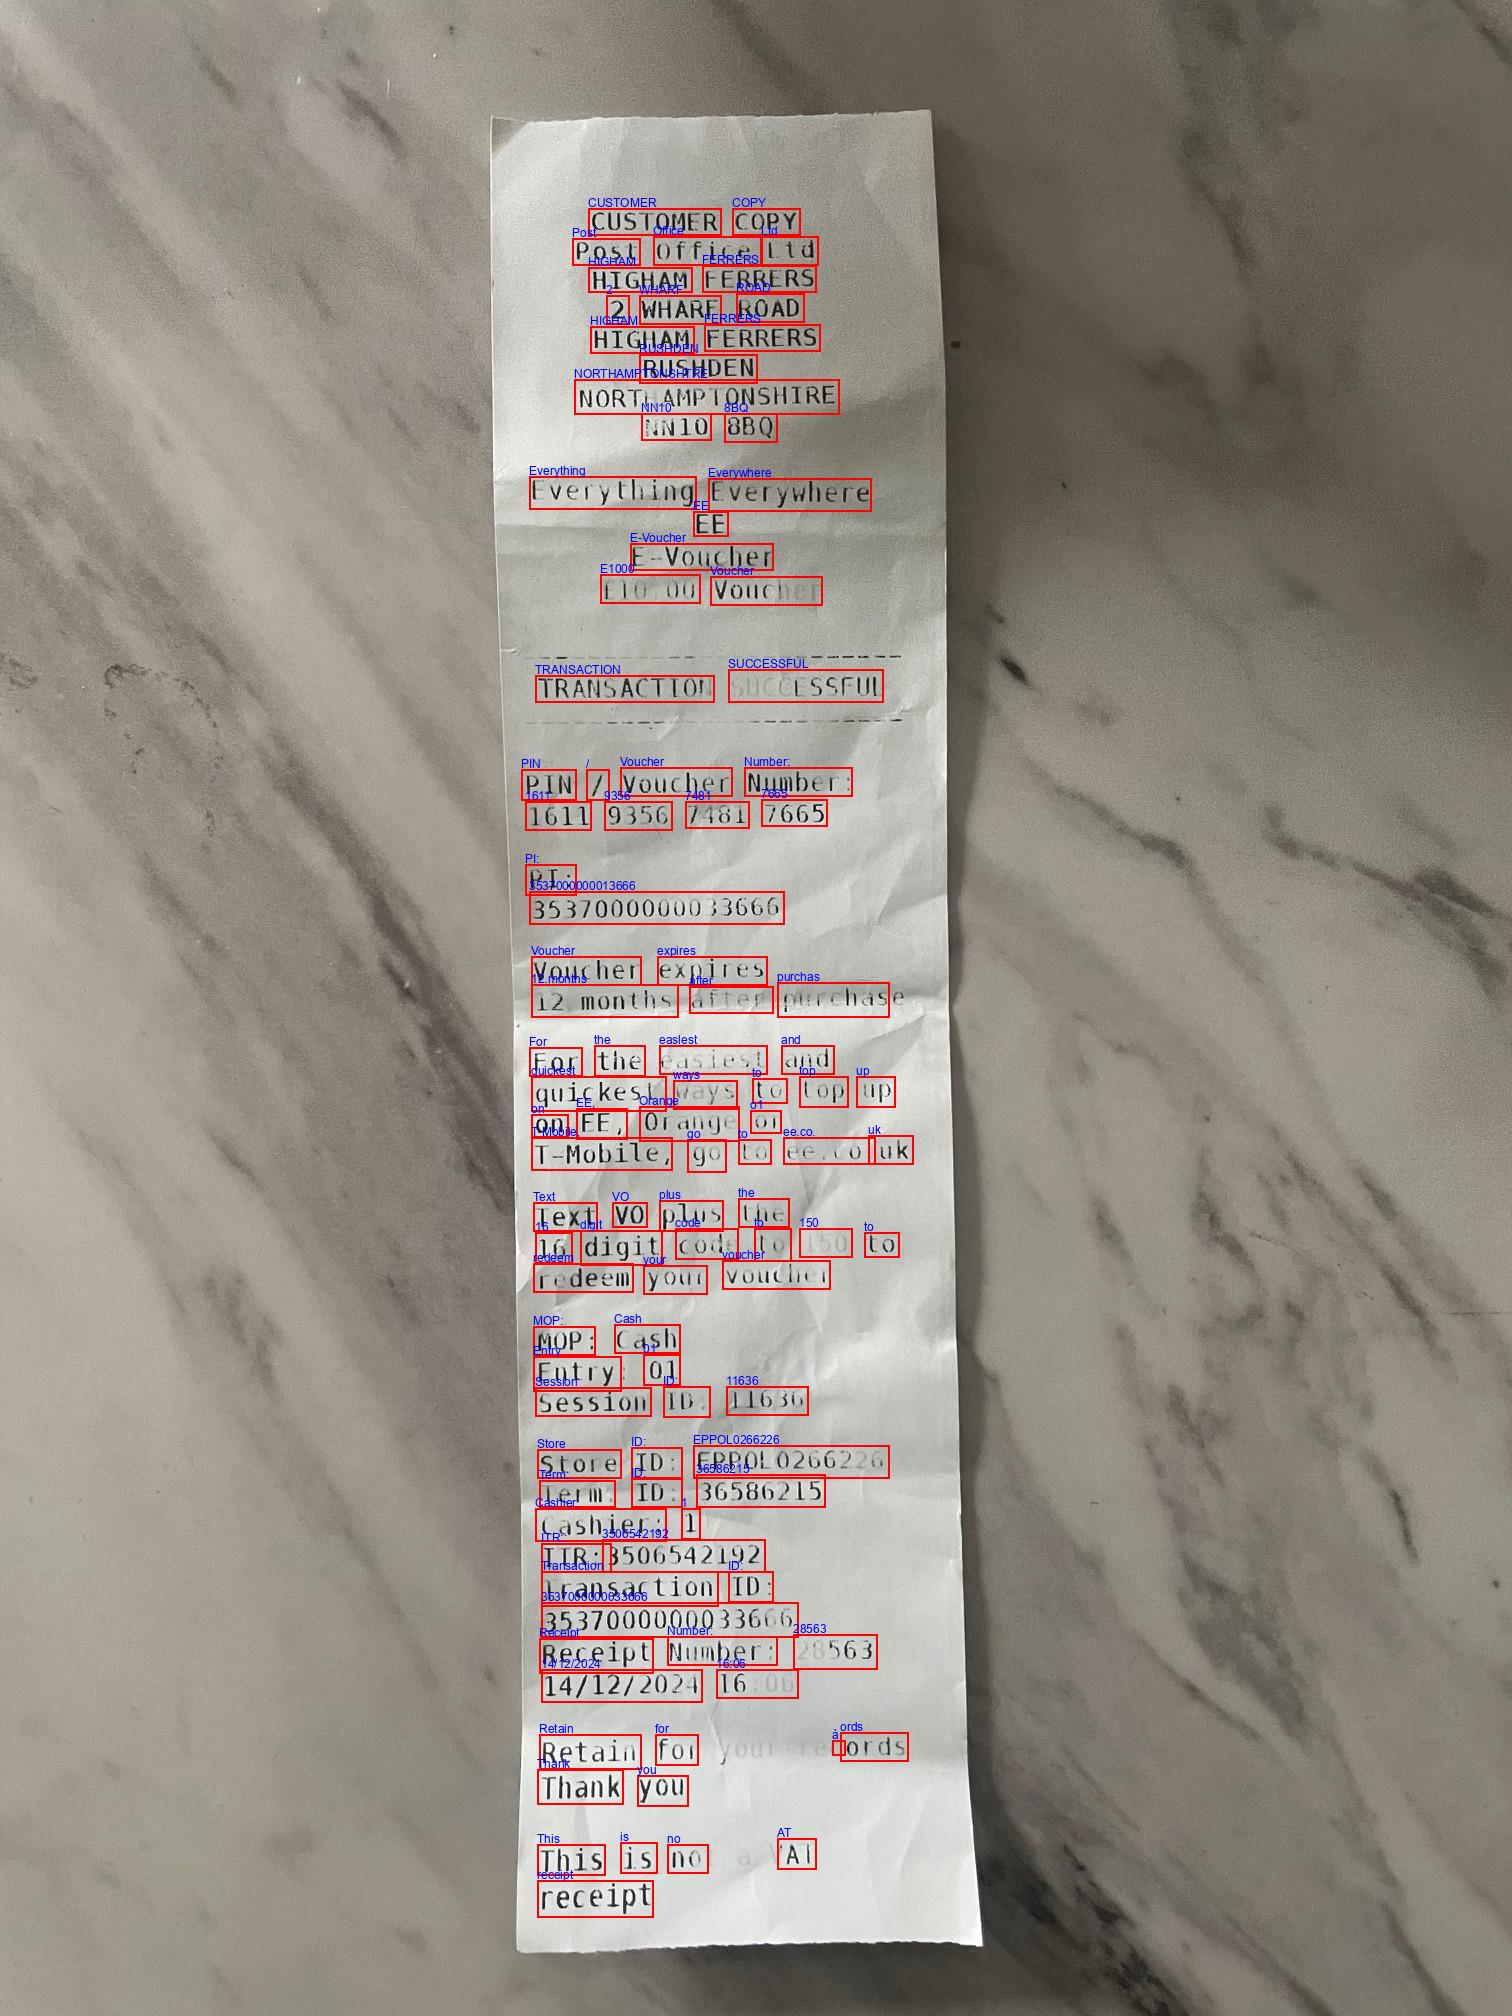 CUSTOMER COPY
Post Office Ltd
HIGHAM FERRERS
2 WHARF ROAD
HIGHAM FERRERS
RUSHDEN
NORTHAMPTONSHIRE
NN10 8BQ
Everything Everywhere
EE
E-Voucher
£10.00 Voucher
TRANSACTION SUCCESSFUL
PIN / Voucher Number:
1611 9356 7481 7665
PI:
3537000000033666
Voucher expires
12 months after purchase
For the easiest and
quickest ways to top up
on EE, Orange or
T-Mobile, go to ee.co.uk
Text VO plus the
16 digit code to 150 to
redeem your voucher
MOP: Cash
Entry: 01
Session ID: 11636
Store ID: EPPOL0266226
Term: ID: 36586215
Cashier: 1
ITR: 3506542192
Transaction ID:
3537000000033666
Receipt Number: 28563
14/12/2024 16:06
Retain for your records
Thank you
This is not a VAT
receipt